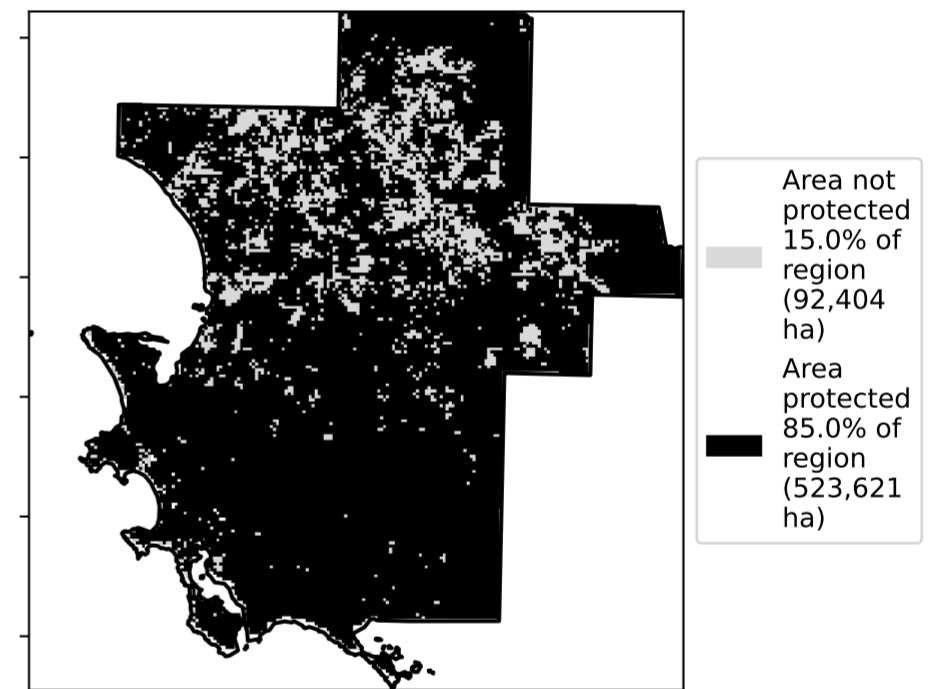 Area not
protected
15.0% of
region
(92,404
ha)
Area
protected
85.0% of
region
(523,621
ha)